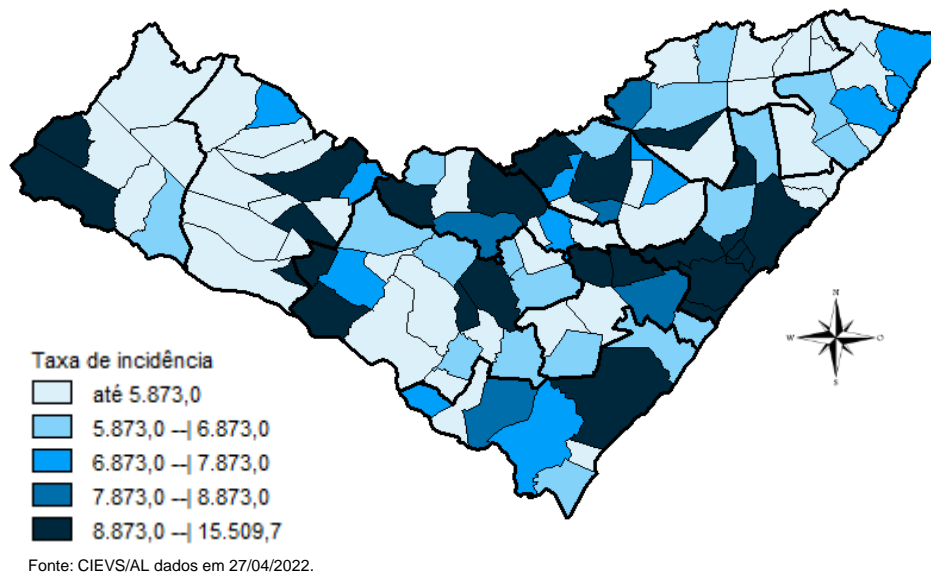 N
W
O
S
Taxa de incidência
até 5.873,0
5.873,0 --| 6.873,0
6.873,0 --| 7.873,0
7.873,0 --| 8.873,0
8.873,0 --| 15.509,7
Fonte: CIEVS/AL dados em 27/04/2022.